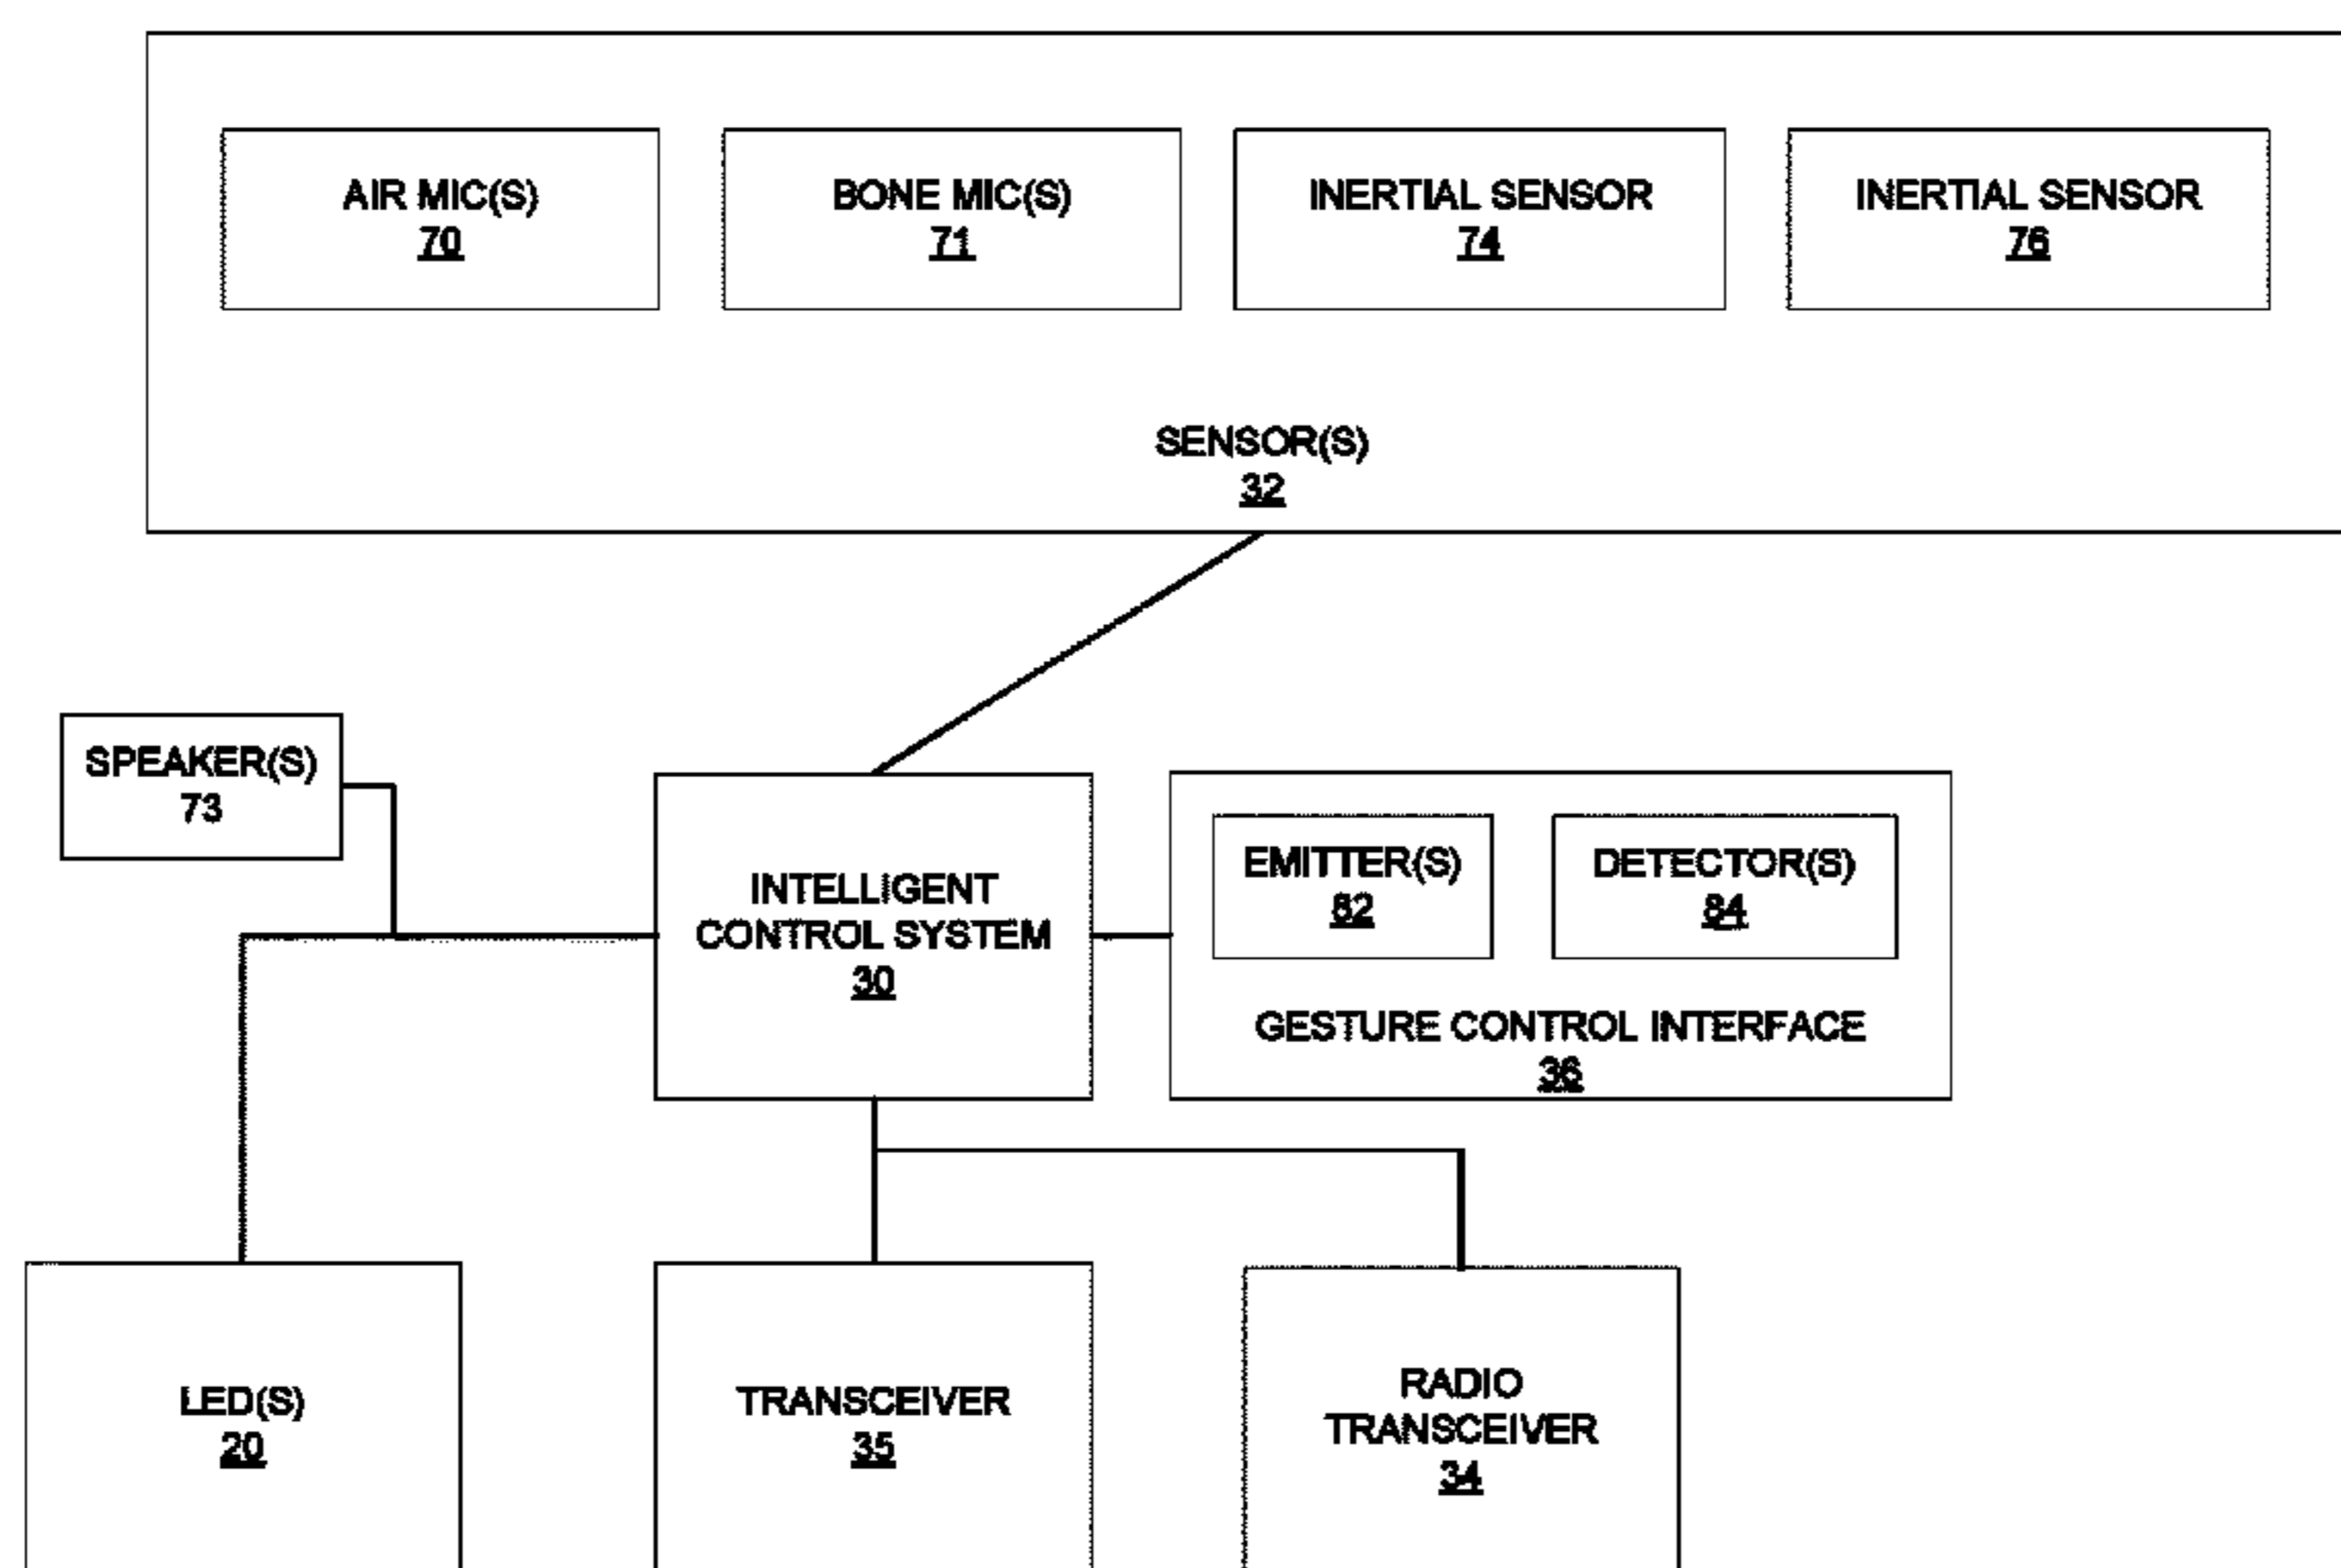 AIR MIC(S)
70
BONE MIC(S)
71
INERTIAL SENSOR
74
INERTIAL SENSOR
76
SENSOR(S)
32
SPEAKER(S)
73
INTELLIGENT
CONTROL SYSTEM
30
EMITTER(S)
82
DETECTOR(S)
84
GESTURE CONTROL INTERFACE
36
LED(S)
20
TRANSCEIVER
35
RADIO
TRANSCEIVER
34